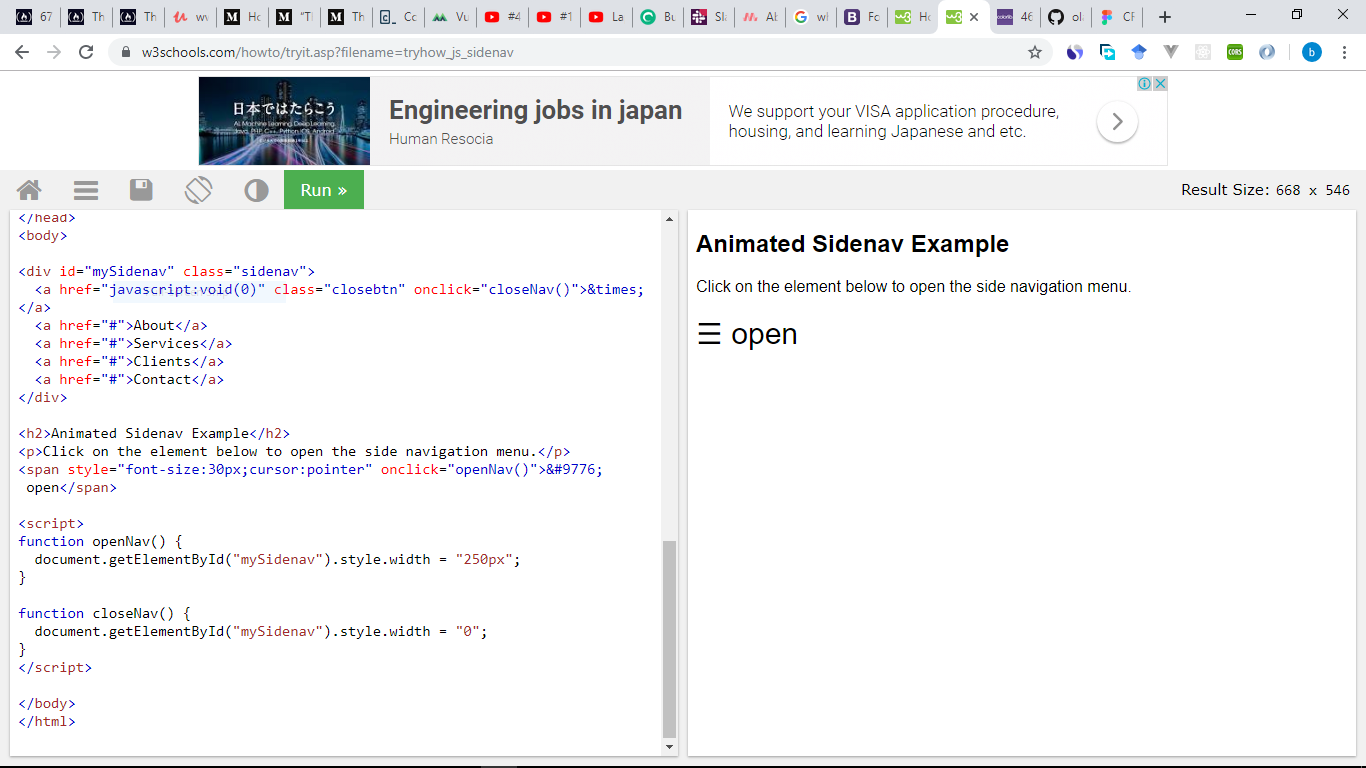 67
Th
Th
wv
Ho
"Tl
Th
Cc
Vu
#4
#1
La
Bu
Sla
Ab
wl
Fo
Ho
46
ol
CF
w3schools.com/howto/tryit.asp?filename=tryhow_js_sidenav
CORS
b
日本ではたらこう
AI, Machine Learning, Deep Learning,
Java, PHP, C++, Python, iOS, Android
Engineering jobs in japan
Human Resocia
We support your VISA application procedure,
housing, and learning Japanese and etc.
Run »
Result Size: 668 x 546
</head>
<body>
<div id="mySidenav" class="sidenav">
<a href="javascript:void(0)" class="closebtn" onclick="closeNav()">&times;
</a>
<a href="#">About</a>
<a href="#">Services</a>
<a href="#">Clients</a>
<a href="#">Contact</a>
</div>
<h2>Animated Sidenav Example</h2>
<p>Click on the element below to open the side navigation menu.</p>
<span style="font-size:30px;cursor:pointer" onclick="openNav()">&#9776;
open</span>
<script>
function openNav() {
document.getElementById("mySidenav").style.width = "250px";
}
function closeNav() {
document.getElementById("mySidenav").style.width = "0";
}
</script>
</body>
</html>
Animated Sidenav Example
Click on the element below to open the side navigation menu.
☰ open